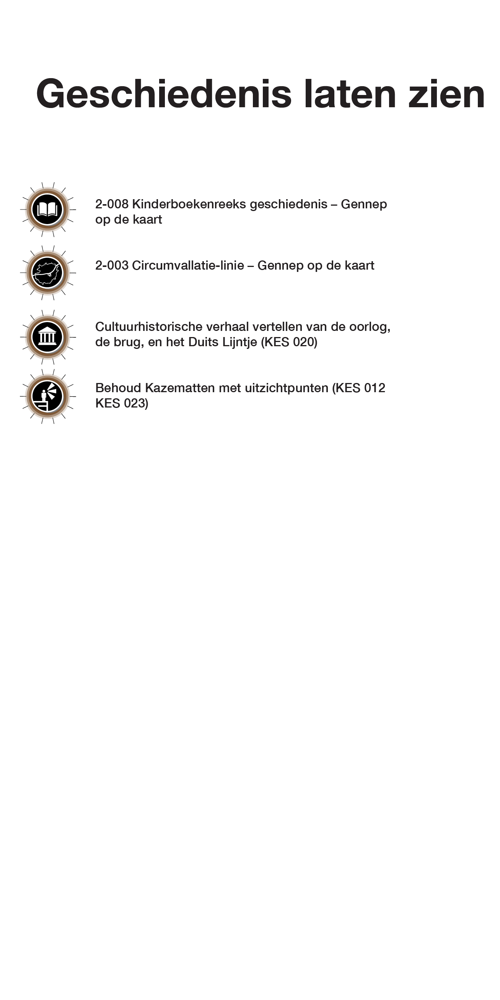 Geschiedenis laten zien
2-008 Kinderboekenreeks geschiedenis – Gennep
op de kaart
2-003 Circumvallatie-linie – Gennep op de kaart
Cultuurhistorische verhaal vertellen van de oorlog,
de brug, en het Duits Lijntje (KES 020)
Behoud Kazematten met uitzichtpunten (KES 012
KES 023)